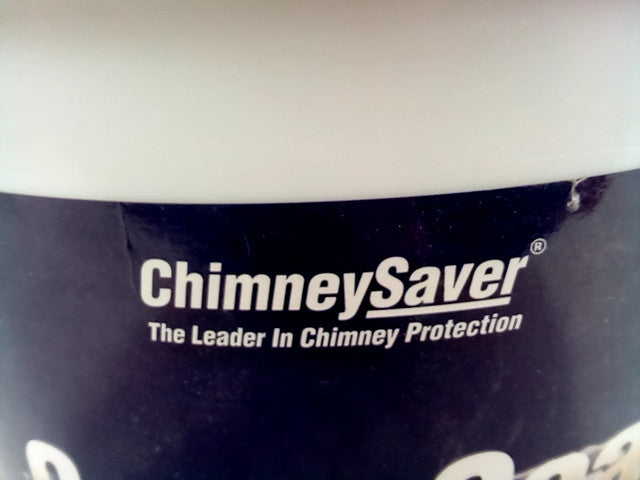 ChimneySaver®
The Leader In Chimney Protection